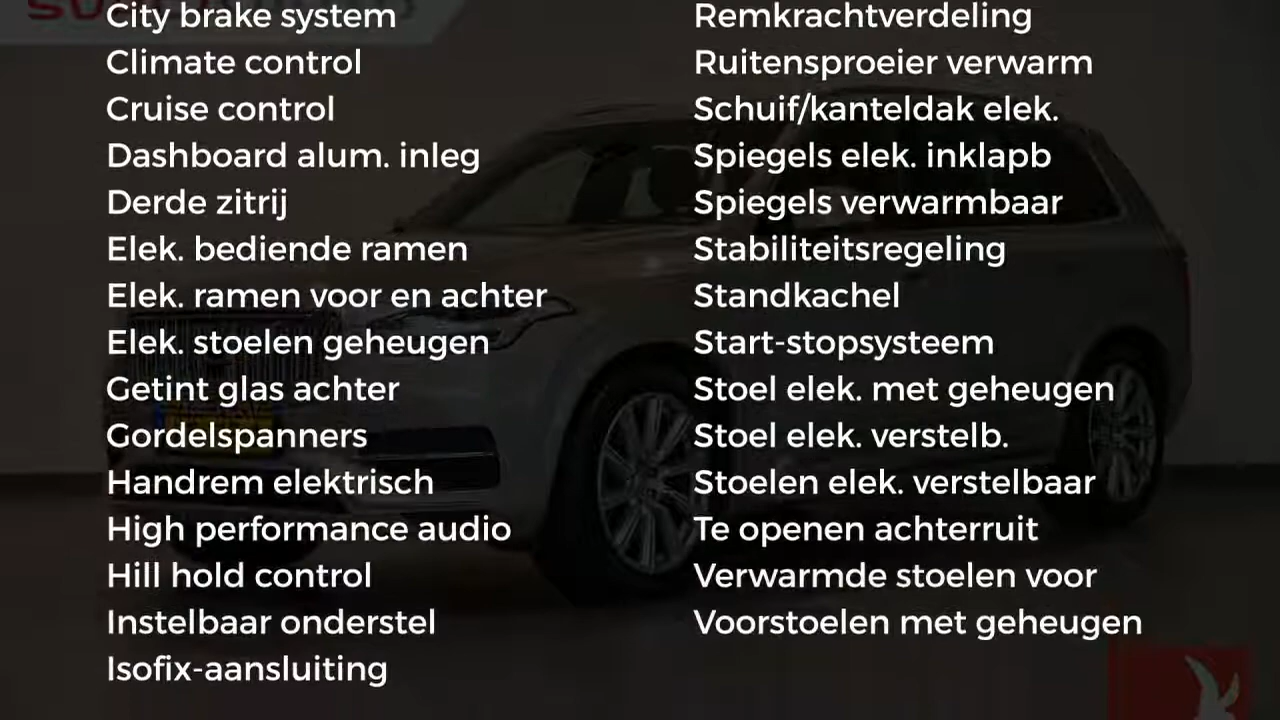 City brake system
Climate control
Cruise control
Dashboard alum. inleg
Derde zitrij
Elek. bediende ramen
Elek. ramen voor en achter
Elek. stoelen geheugen
Getint glas achter
Gordelspanners
Handrem elektrisch
High performance audio
Hill hold control
Instelbaar onderstel
Isofix-aansluiting
Remkrachtverdeling
Ruitensproeier verwarm
Schuif/kanteldak elek.
Spiegels elek. inklapb
Spiegels verwarmbaar
Stabiliteitsregeling
Standkachel
Start-stopsysteem
Stoel elek. met geheugen
Stoel elek. verstelb.
Stoelen elek. verstelbaar
Te openen achterruit
Verwarmde stoelen voor
Voorstoelen met geheugen